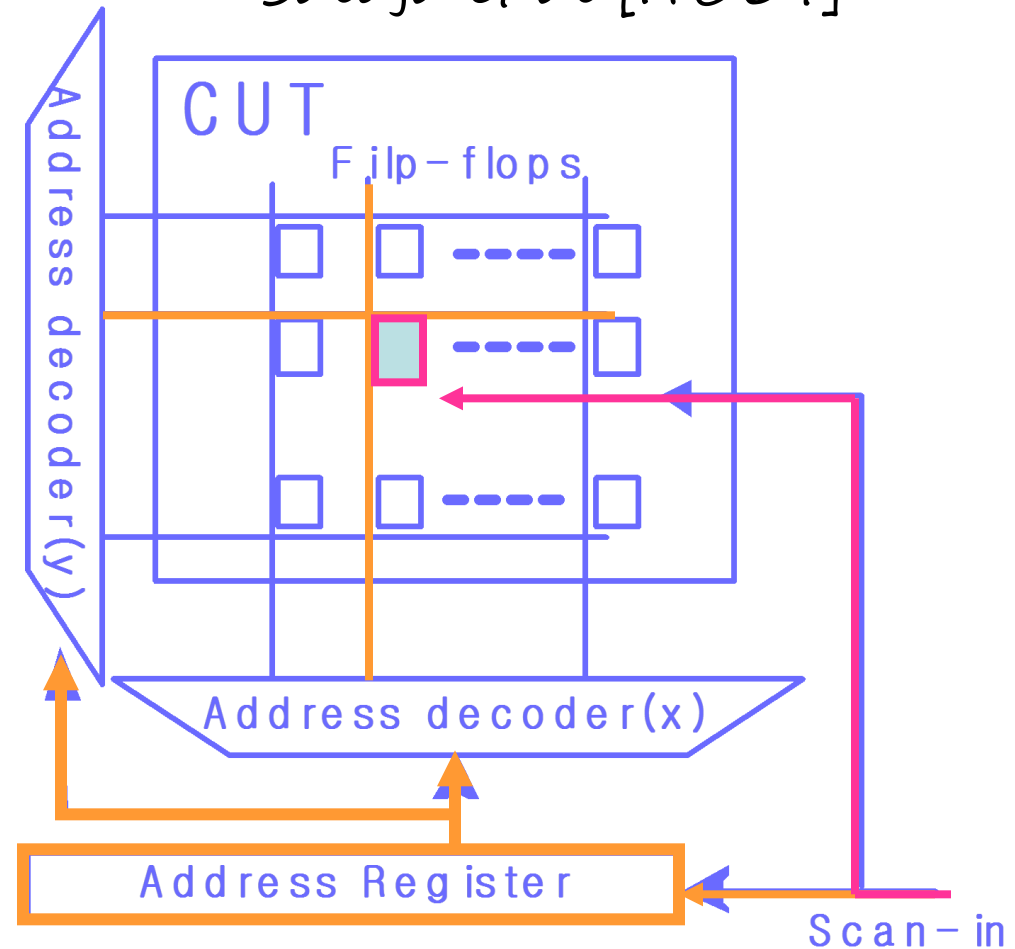 CUT
Filp-flops
Address decoder(y)
Address decoder(x)
Address Register
Scan-in